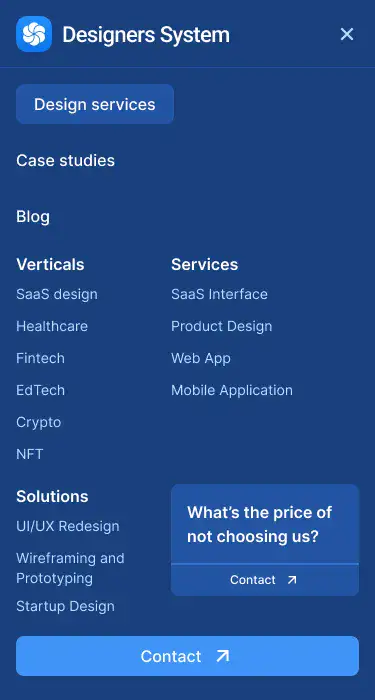 Designers System
Design services
Case studies
Blog
Verticals
SaaS design
Healthcare
Fintech
EdTech
Crypto
NFT
Services
SaaS Interface
Product Design
Web App
Mobile Application
Solutions
UI/UX Redesign
Wireframing and
Prototyping
Startup Design
What’s the price of
not choosing us?
Contact
Contact